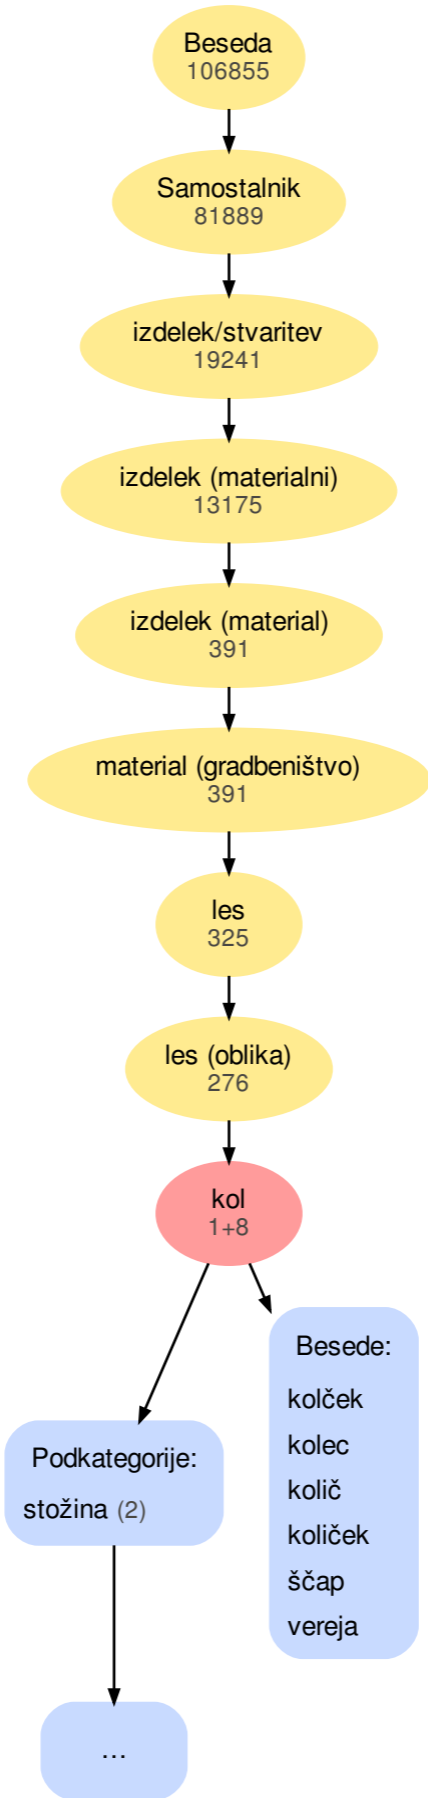 Beseda
106855
Samostalnik
81889
izdelek/stvaritev
19241
izdelek (materialni)
13175
izdelek (material)
391
material (gradbeništvo)
391
les
325
les (oblika)
276
kol
1+8
Besede:
kolček
kolec
količ
količek
ščap
vereja
Podkategorije:
stožina (2)
...